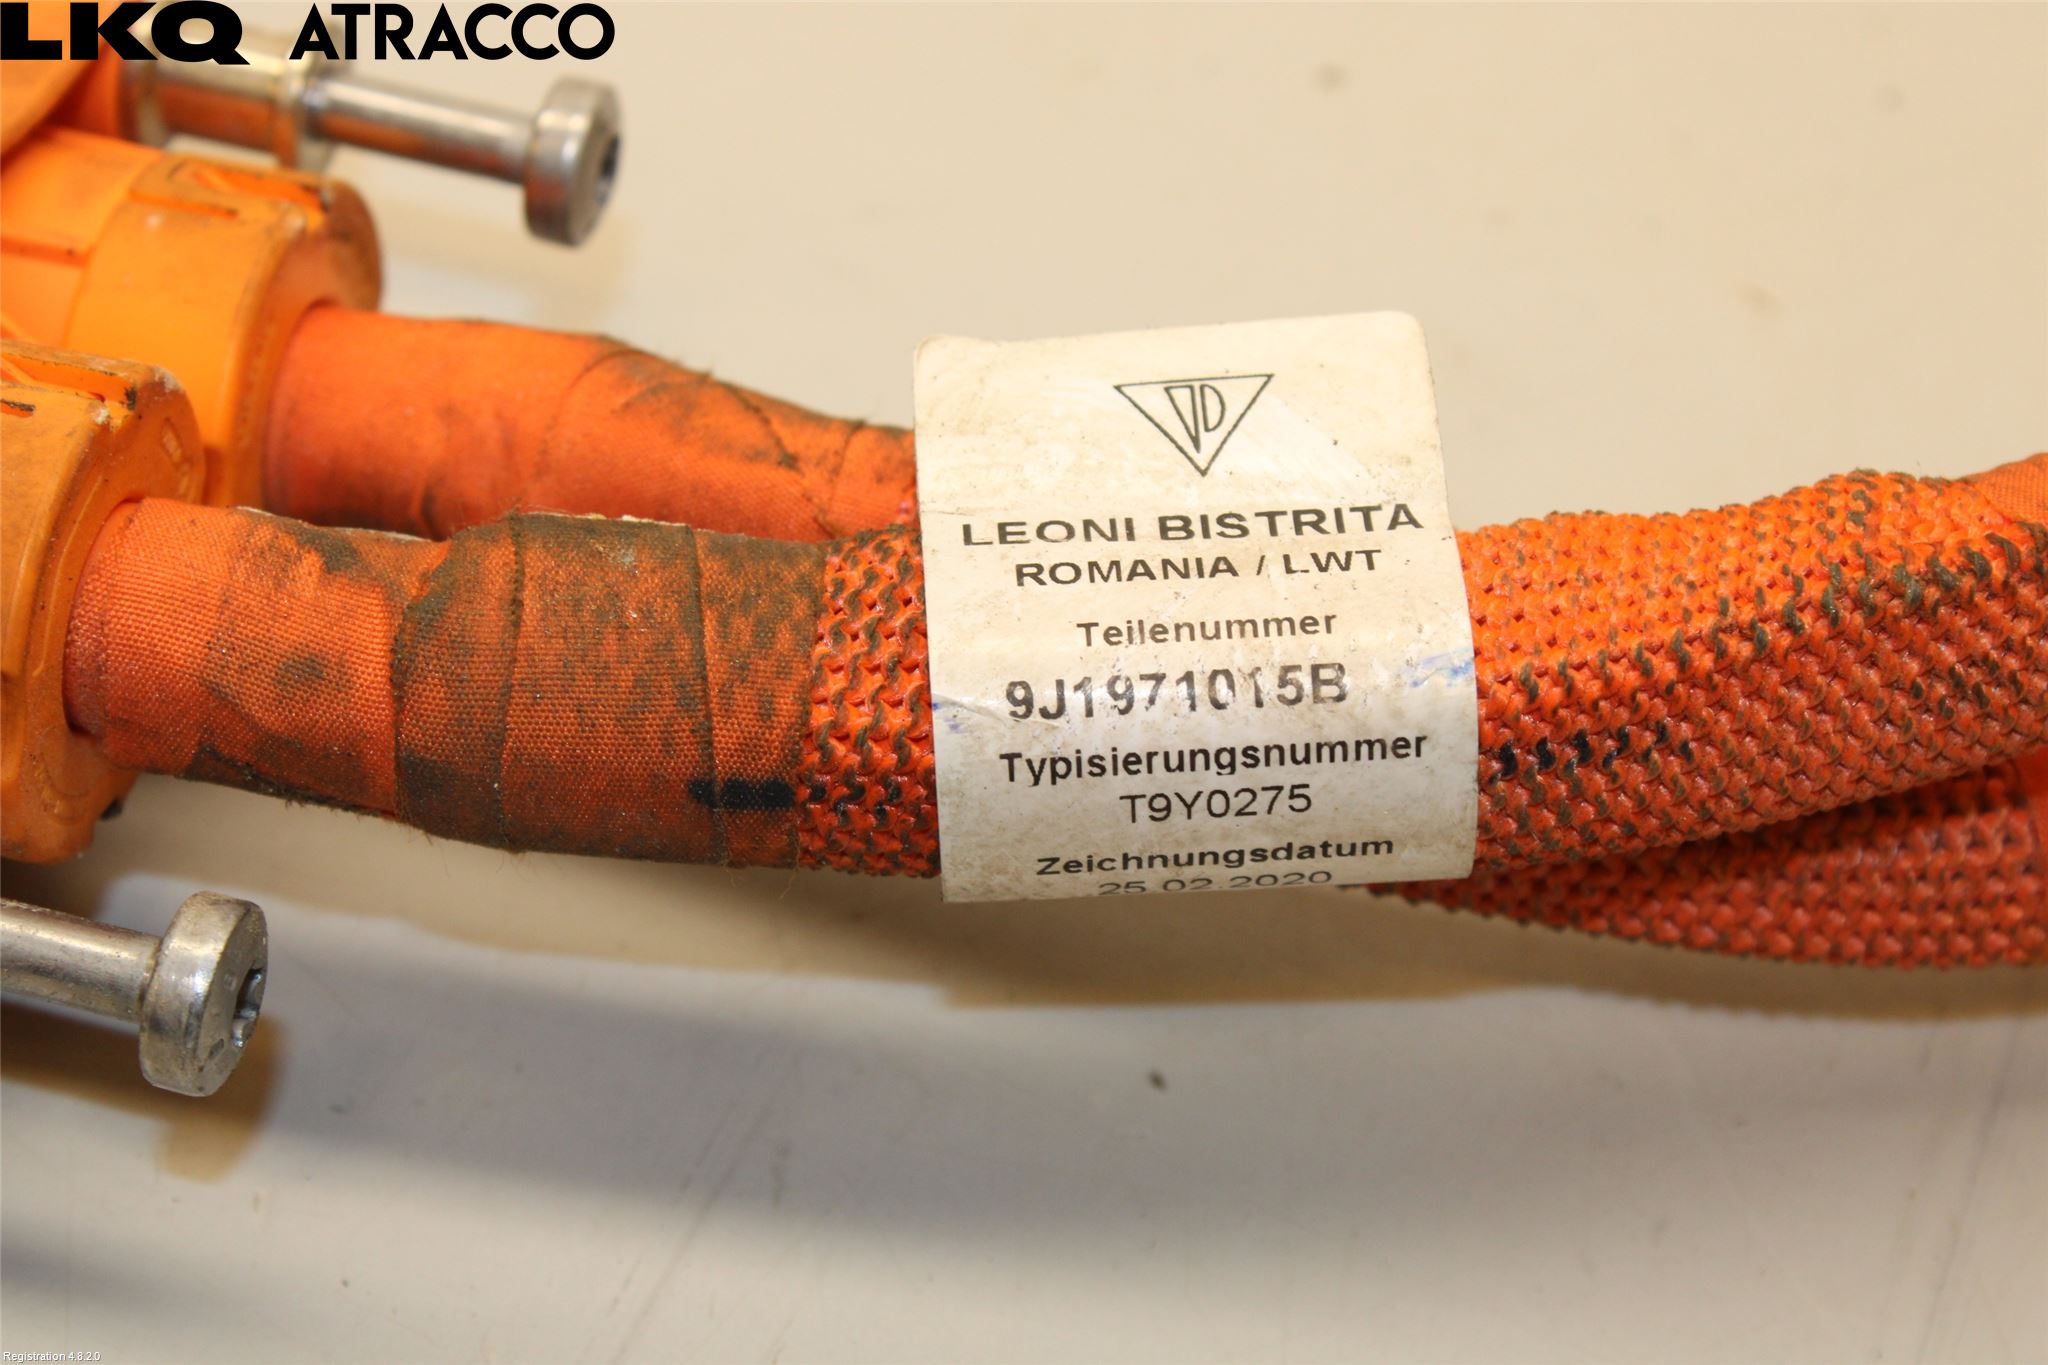 LKQ ATRACCO
LEONI BISTRITA
ROMANIA / LWT
Teilenummer
9J1971015B
Typisierungsnummer
T9Y0275
Zeichnungsdatum
25.02.2020
Registration 4.8.2.0